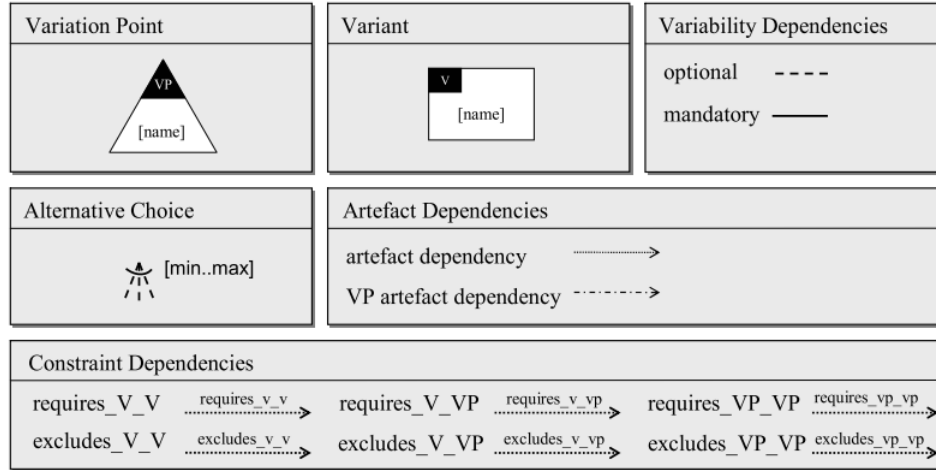 Variation Point
VP
[name]
Variant
V
[name]
Variability Dependencies
optional
mandatory
Alternative Choice
[min..max]
Artefact Dependencies
artefact dependency
VP artefact dependency
Constraint Dependencies
requires_V_V requires_v_v requires_V_VP requires_v_vp requires_VP_VP requires_vp_vp
excludes_V_V excludes_v_v excludes_V_VP excludes_v_vp excludes_VP_VP excludes_vp_vp